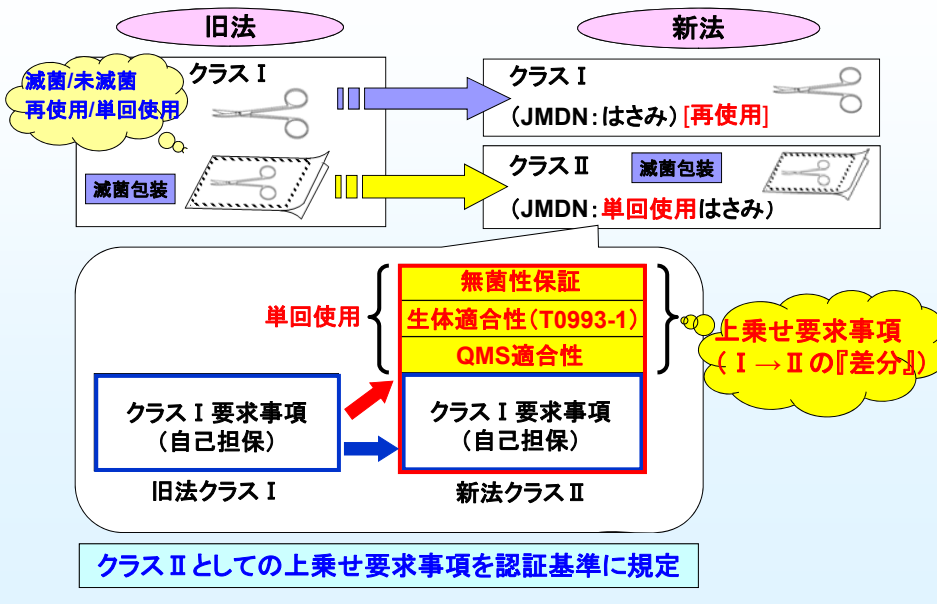 旧法
新法
滅菌/未滅菌
再使用/単回使用
クラスⅠ
滅菌包装
クラスⅠ
(JMDN:はさみ) [再使用]
クラスⅡ
滅菌包装
(JMDN:単回使用はさみ)
単回使用
無菌性保証
生体適合性(T0993-1)
QMS適合性
上乗せ要求事項
(Ⅰ→Ⅱの『差分』)
クラスⅠ要求事項
(自己担保)
クラスⅠ要求事項
(自己担保)
旧法クラスⅠ
新法クラスⅡ
クラスⅡとしての上乗せ要求事項を認証基準に規定